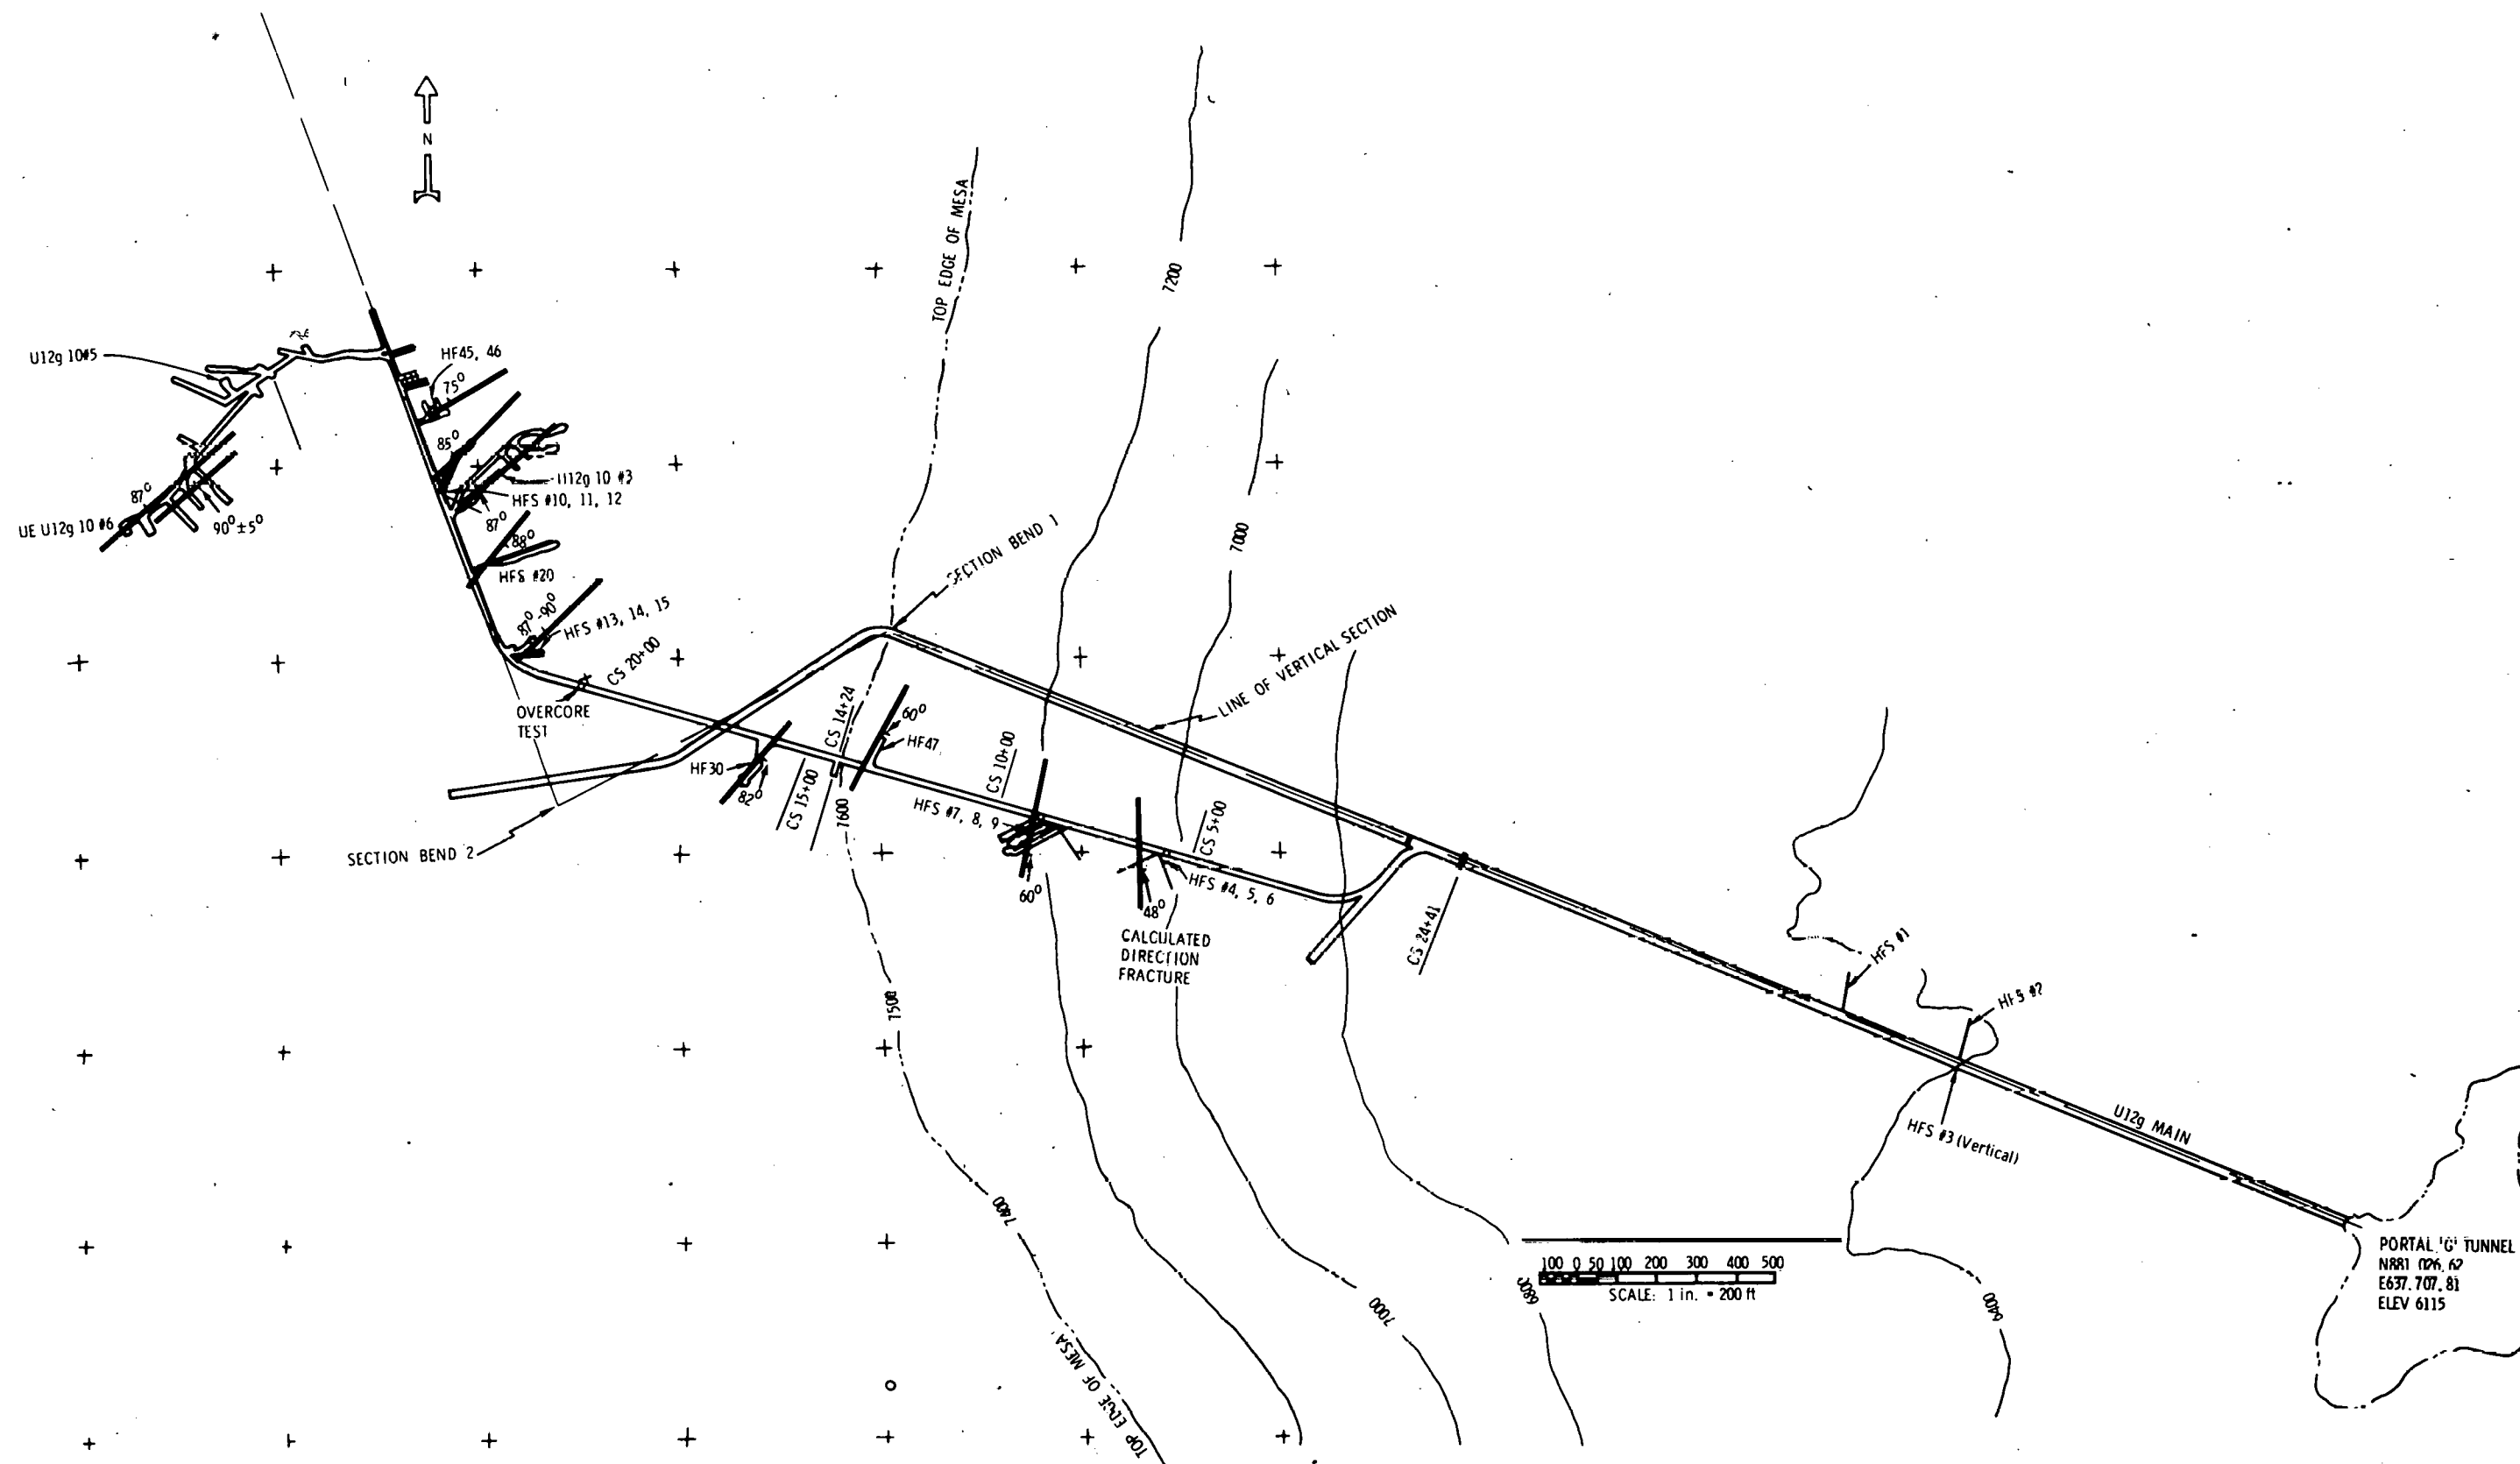 N
TOP EDGE OF MESA
7200
U12g 10#5
HF45, 46
75°
85°
U12g 10 #3
HFS #10, 11, 12
87°
87°
UE U12g 10 #6
90°±5°
88°
HFS #20
7000
SECTION BEND 1
87°-90°
HFS #13, 14, 15
CS 20+00
LINE OF VERTICAL SECTION
OVERCORE
TEST
CS 14+24
60°
HF47
HF30
82°
CS 15+00
7600
CS 10+00
HFS #7, 8, 9
60°
CS 5+00
HFS #4, 5, 6
48°
CALCULATED
DIRECTION
FRACTURE
SECTION BEND 2
CS 24+41
HFS #1
HFS #2
7500
HFS #3 (Vertical)
U12g MAIN
7400
TOP EDGE OF MESA
7000
6800
6400
100 0 50 100 200 300 400 500
SCALE: 1 in. = 200 ft
PORTAL 'G' TUNNEL
N881 026.62
E637.707.81
ELEV 6115